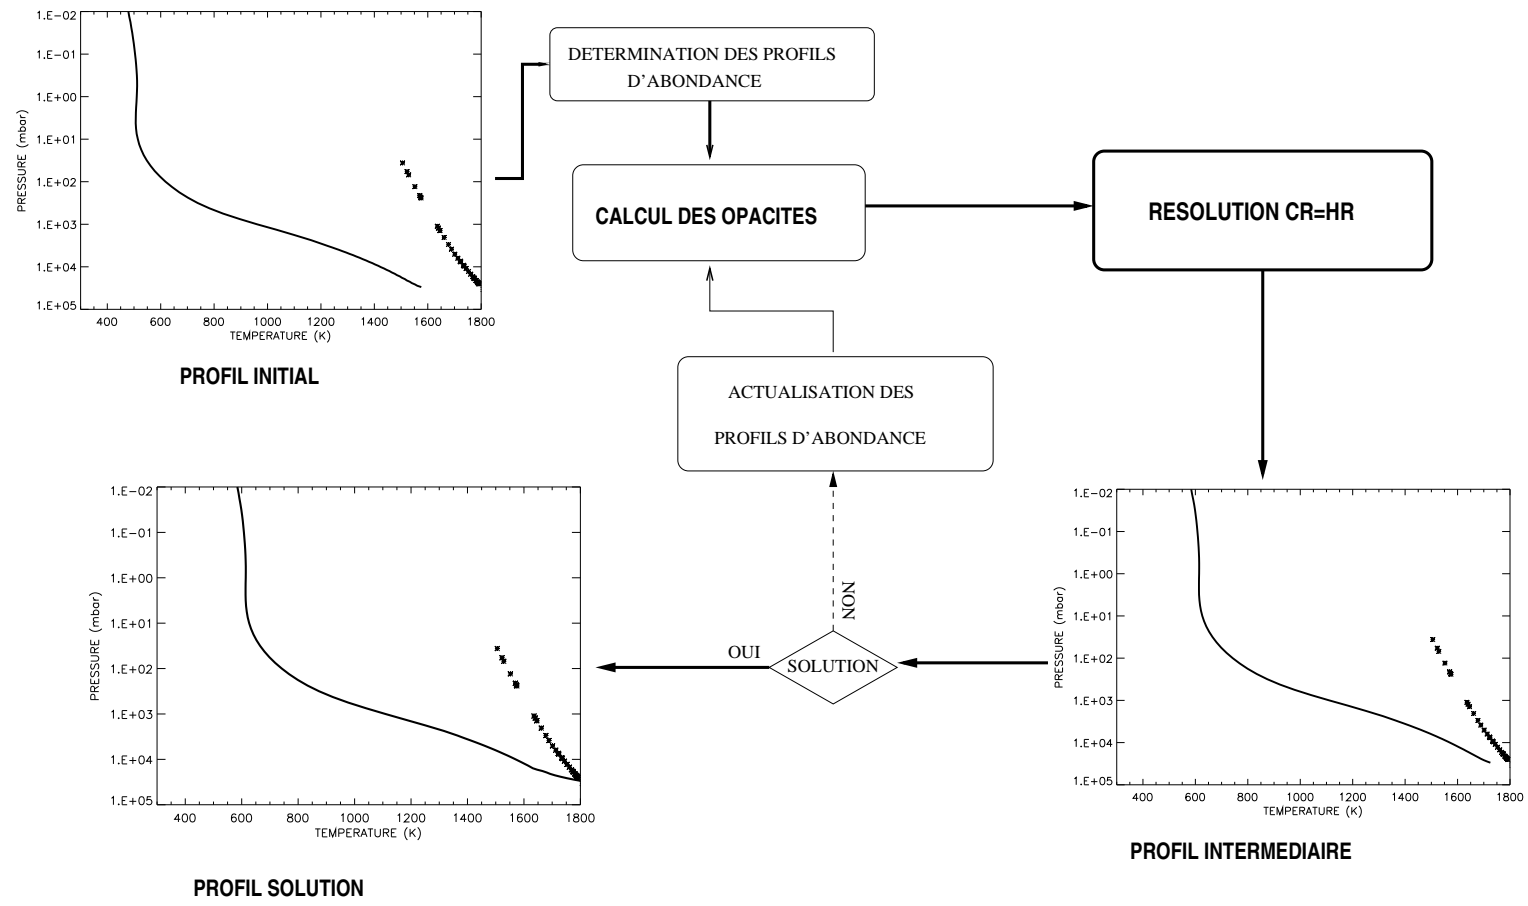 1.E−02
1.E−01
1.E+00
1.E+01
1.E+02
1.E+03
1.E+04
1.E+05
PRESSURE (mbar)
400 600 800 1000 1200 1400 1600 1800
TEMPERATURE (K)
PROFIL INITIAL
DETERMINATION DES PROFILS
D'ABONDANCE
CALCUL DES OPACITES
RESOLUTION CR=HR
ACTUALISATION DES
PROFILS D'ABONDANCE
NON
OUI
SOLUTION
1.E−02
1.E−01
1.E+00
1.E+01
1.E+02
1.E+03
1.E+04
1.E+05
PRESSURE (mbar)
400 600 800 1000 1200 1400 1600 1800
TEMPERATURE (K)
PROFIL INTERMEDIAIRE
1.E−02
1.E−01
1.E+00
1.E+01
1.E+02
1.E+03
1.E+04
1.E+05
PRESSURE (mbar)
400 600 800 1000 1200 1400 1600 1800
TEMPERATURE (K)
PROFIL SOLUTION